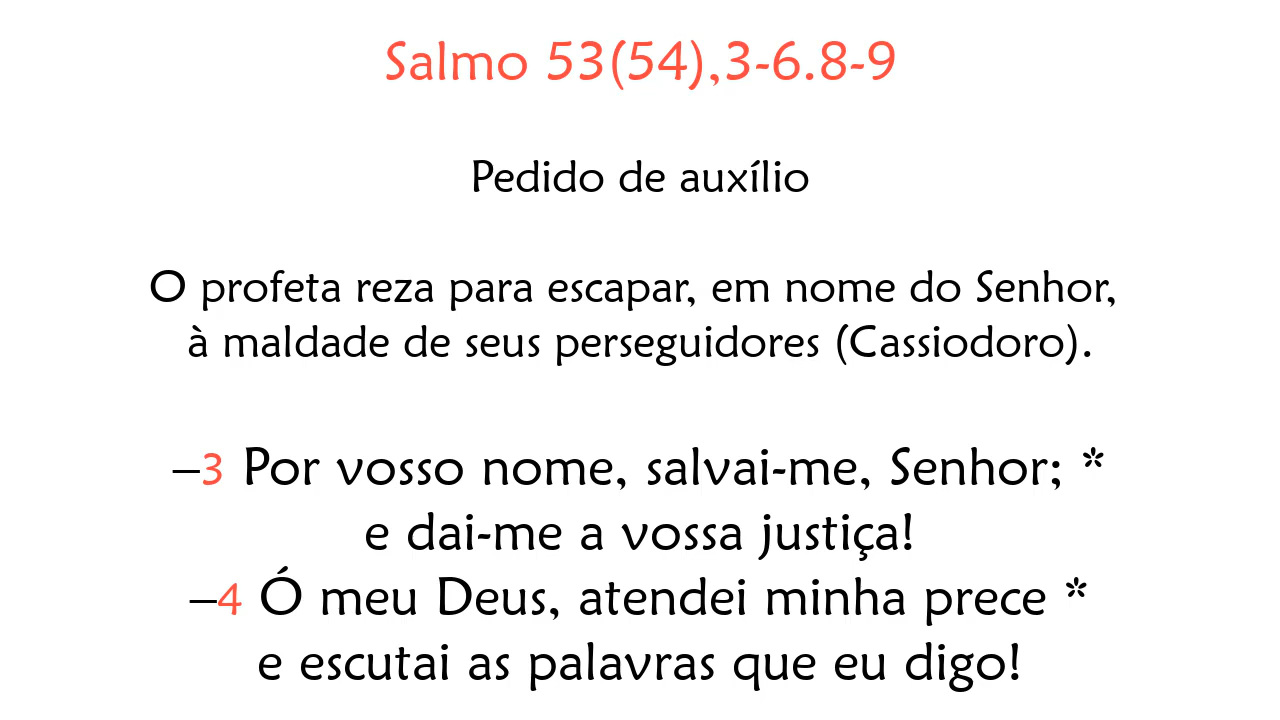 Salmo 53(54),3-6.8-9
Pedido de auxílio
O profeta reza para escapar, em nome do Senhor,
à maldade de seus perseguidores (Cassiodoro).
–3 Por vosso nome, salvai-me, Senhor; *
e dai-me a vossa justiça!
–4 Ó meu Deus, atendei minha prece *
e escutai as palavras que eu digo!